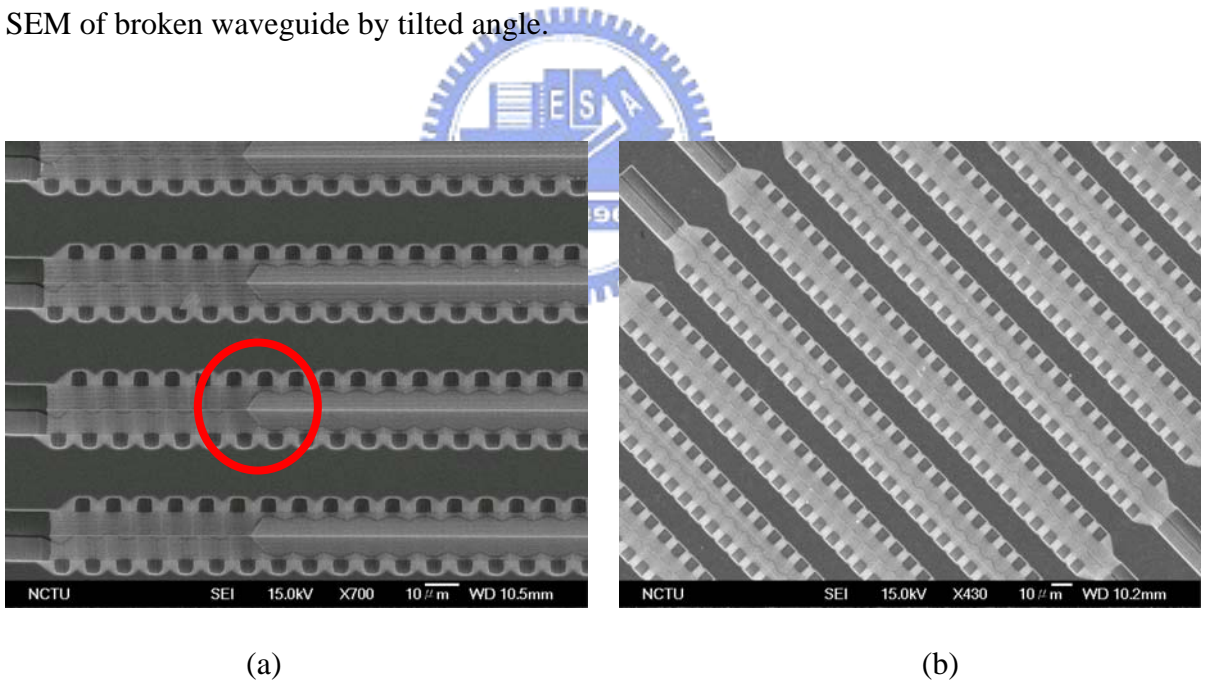 SEM of broken waveguide by tilted angle.
E S A
96
NCTU SEI 15.0kV X700 10 μm WD 10.5mm
NCTU SEI 15.0kV X430 10 μm WD 10.2mm
(a) (b)